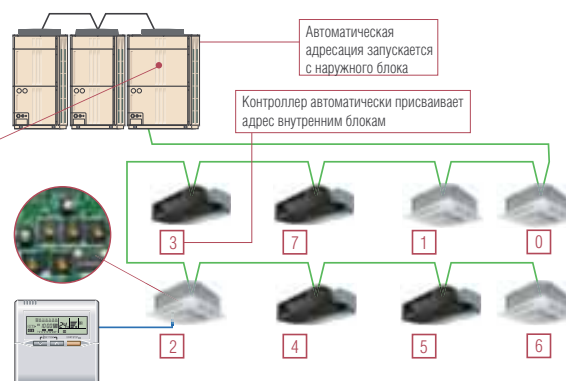 Автоматическая
адресация запускается
с наружного блока
Контроллер автоматически присваивает
адрес внутренним блокам
3
7
1
0
2
4
5
6